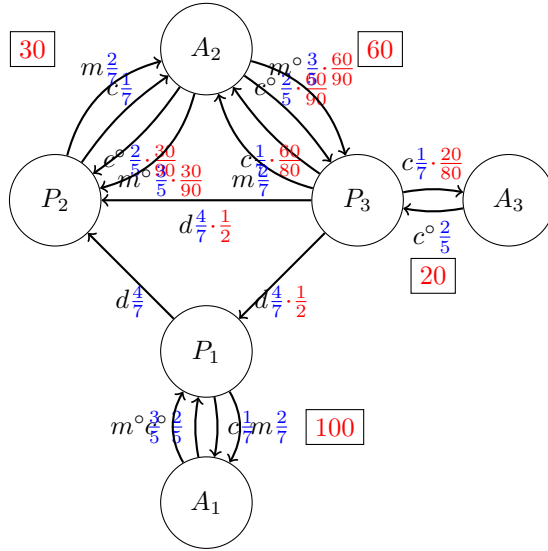 30
A₂
60
m 2/7
c 1/7
m° 3/5 · 60/90
c° 2/5 · 60/90
c° 2/5 · 30/90
m° 3/5 · 30/90
c 1/7 · 60/80
m 2/7
P₂
P₃
c 1/7 · 20/80
A₃
c° 2/5
d 4/7 · 1/2
20
d 4/7
d 4/7 · 1/2
P₁
m° 3/5
c° 2/5
c 1/7
m 2/7
100
A₁